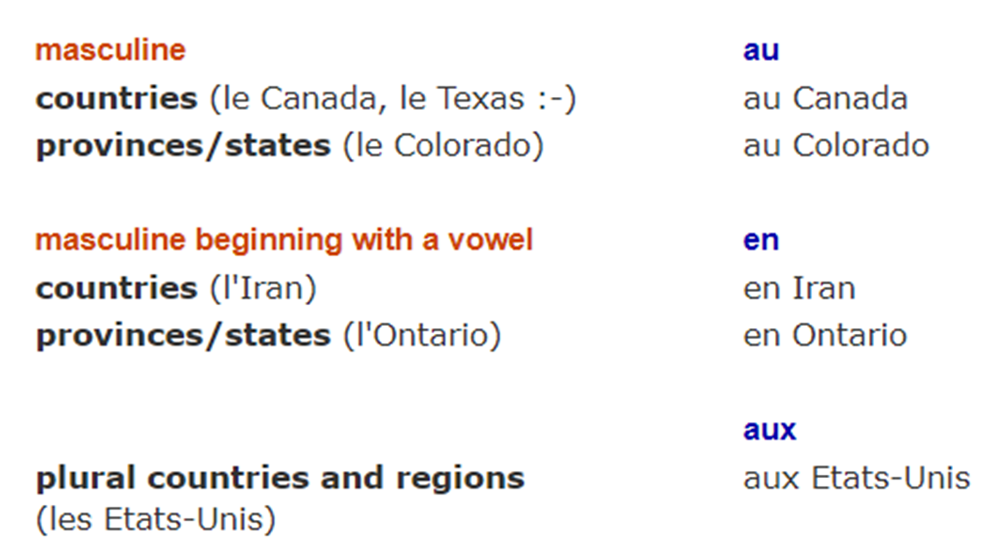 masculine au
countries (le Canada, le Texas :-) au Canada
provinces/states (le Colorado) au Colorado
masculine beginning with a vowel en
countries (l'Iran) en Iran
provinces/states (l'Ontario) en Ontario
aux
plural countries and regions aux Etats-Unis
(les Etats-Unis)